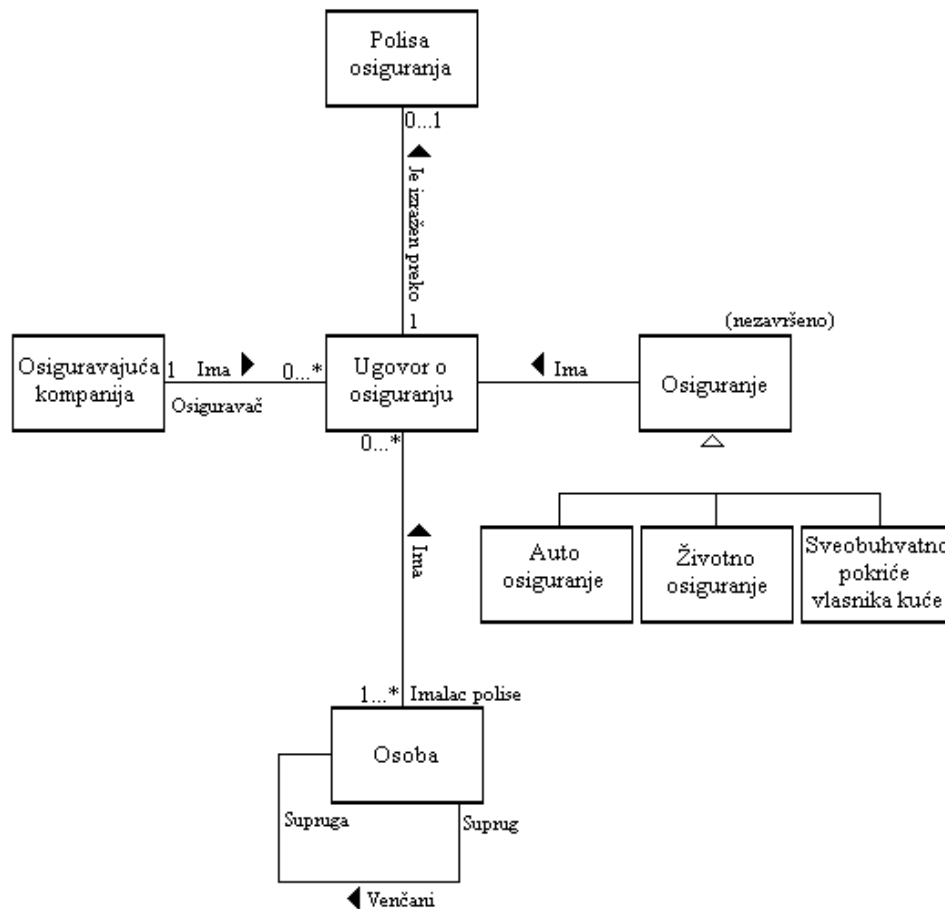 Polisa
osiguranja
0...1
Je izražen preko
1
(nezavršeno)
Osiguravajuća
kompanija
1 Ima
0...*
Osiguravač
Ugovor o
osiguranju
Ima
Osiguranje
0...*
Auto
osiguranje
Životno
osiguranje
Sveobuhvatno
pokriće
vlasnika kuće
Ima
1...* Imalac polise
Osoba
Supruga
Suprug
Venčani